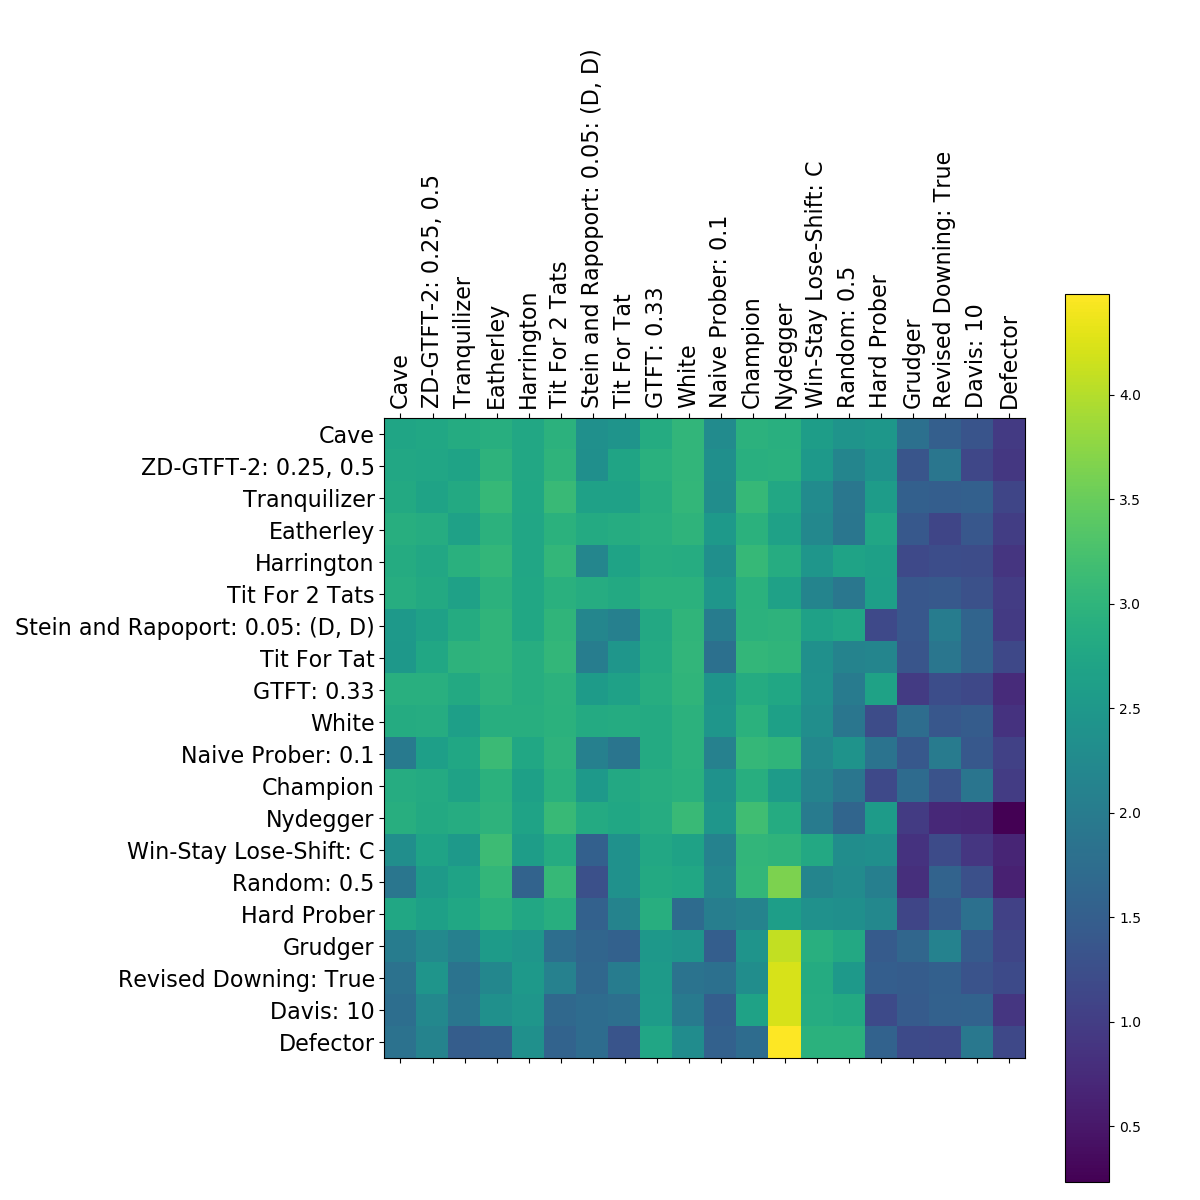 Cave
ZD-GTFT-2: 0.25, 0.5
Tranquilizer
Eatherley
Harrington
Tit For 2 Tats
Stein and Rapoport: 0.05: (D, D)
Tit For Tat
GTFT: 0.33
White
Naive Prober: 0.1
Champion
Nydegger
Win-Stay Lose-Shift: C
Random: 0.5
Hard Prober
Grudger
Revised Downing: True
Davis: 10
Defector
Cave
ZD-GTFT-2: 0.25, 0.5
Tranquilizer
Eatherley
Harrington
Tit For 2 Tats
Stein and Rapoport: 0.05: (D, D)
Tit For Tat
GTFT: 0.33
White
Naive Prober: 0.1
Champion
Nydegger
Win-Stay Lose-Shift: C
Random: 0.5
Hard Prober
Grudger
Revised Downing: True
Davis: 10
Defector
4.0
3.5
3.0
2.5
2.0
1.5
1.0
0.5